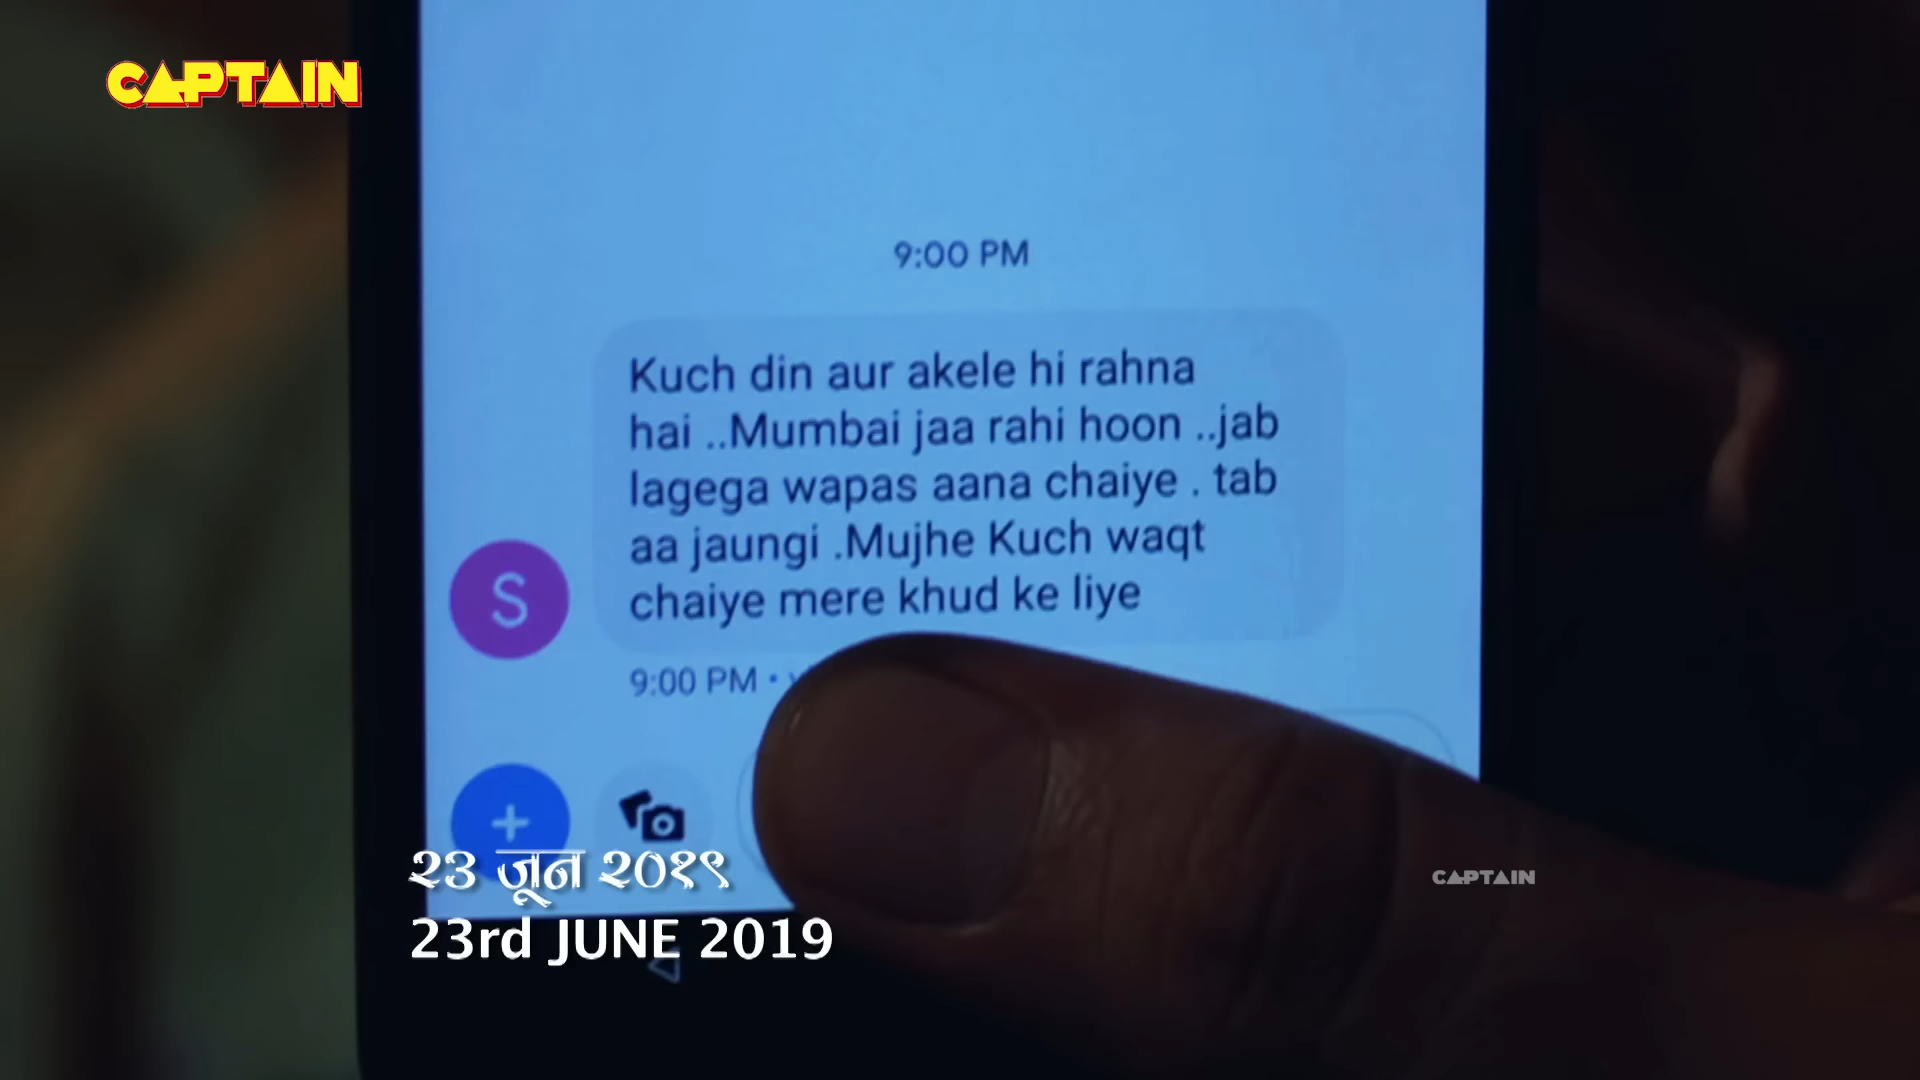 CAPTAIN
9:00 PM
Kuch din aur akele hi rahna
hai ..Mumbai jaa rahi hoon ..jab
lagega wapas aana chaiye . tab
aa jaungi .Mujhe Kuch waqt
chaiye mere khud ke liye
S
9:00 PM •
+
२३ जून २०१९
CAPTAIN
23rd JUNE 2019